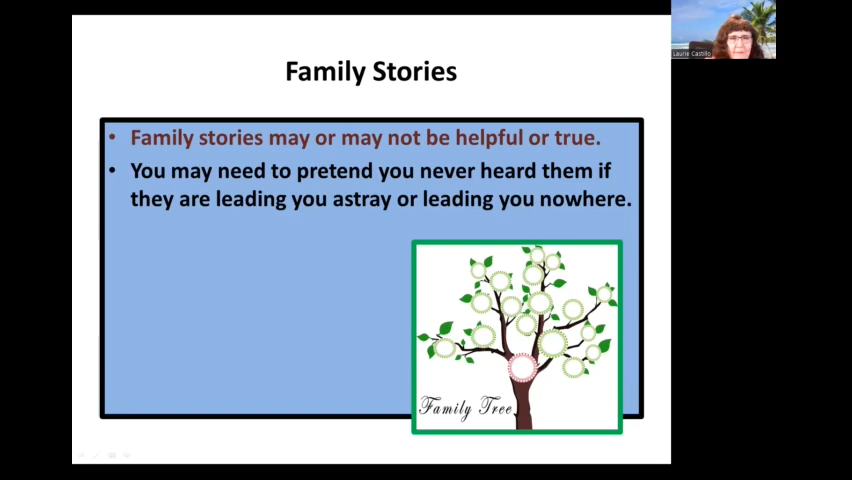 Laurie Castillo
Family Stories
• Family stories may or may not be helpful or true.
• You may need to pretend you never heard them if
they are leading you astray or leading you nowhere.
Family Tree